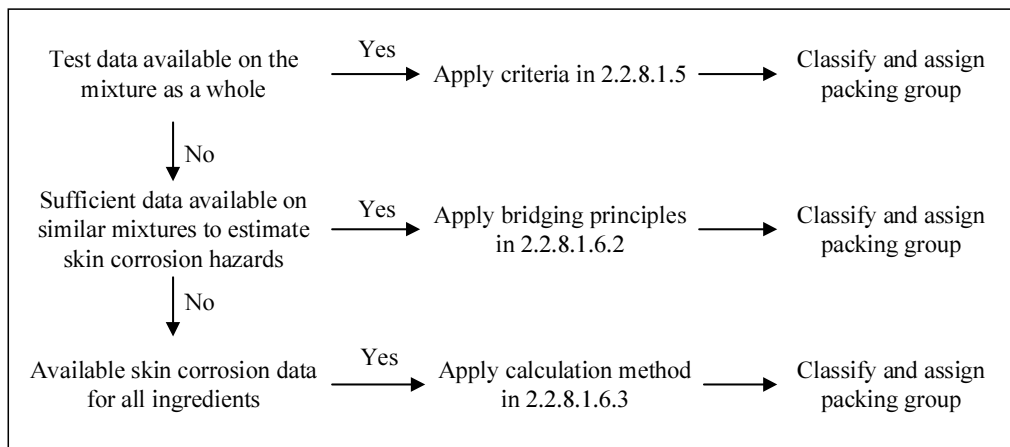 Test data available on the
mixture as a whole
Yes
Apply criteria in 2.2.8.1.5
Classify and assign
packing group
No
Sufficient data available on
similar mixtures to estimate
skin corrosion hazards
Yes
Apply bridging principles
in 2.2.8.1.6.2
Classify and assign
packing group
No
Available skin corrosion data
for all ingredients
Yes
Apply calculation method
in 2.2.8.1.6.3
Classify and assign
packing group